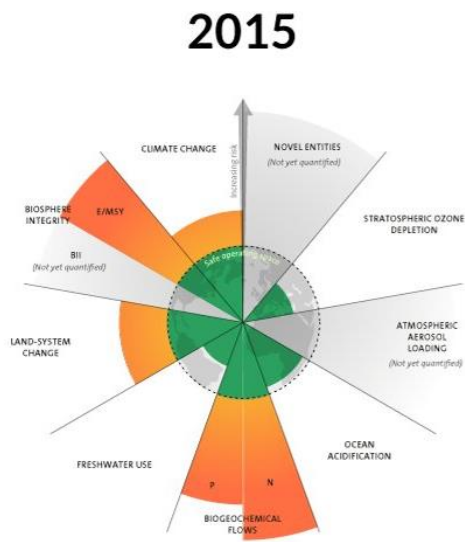 2015
CLIMATE CHANGE
Increasing risk
NOVEL ENTITIES
(Not yet quantified)
STRATOSPHERIC OZONE
DEPLETION
BIOSPHERE
INTEGRITY
E/MSY
BII
(Not yet quantified)
Safe operating space
LAND-SYSTEM
CHANGE
ATMOSPHERIC
AEROSOL
LOADING
(Not yet quantified)
FRESHWATER USE
OCEAN
ACIDIFICATION
P
N
BIOGEOCHEMICAL
FLOWS